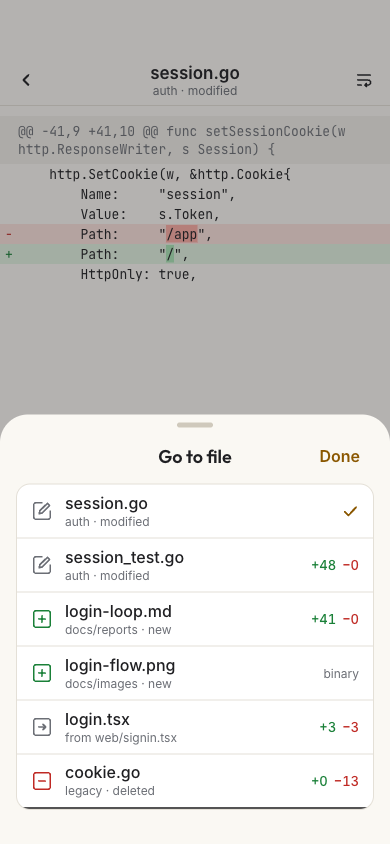 session.go
auth · modified
@@ -41,9 +41,10 @@ func setSessionCookie(w
http.ResponseWriter, s Session) {
http.SetCookie(w, &http.Cookie{
Name: "session",
Value: s.Token,
- Path: "/app",
+ Path: "/",
HttpOnly: true,
Go to file
Done
session.go
auth · modified
session_test.go
auth · modified
+48 −0
login-loop.md
docs/reports · new
+41 −0
login-flow.png
docs/images · new
binary
login.tsx
from web/signin.tsx
+3 −3
cookie.go
legacy · deleted
+0 −13